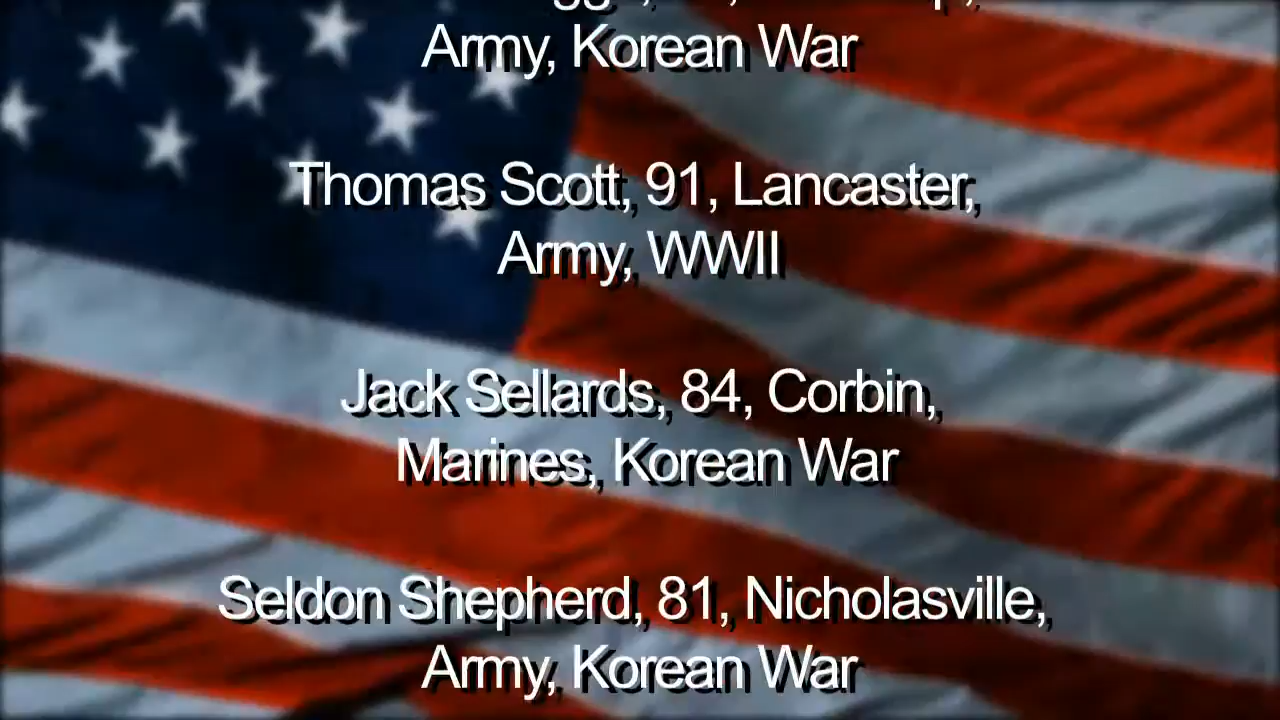 Army, Korean War
Thomas Scott, 91, Lancaster,
Army, WWII
Jack Sellards, 84, Corbin,
Marines, Korean War
Seldon Shepherd, 81, Nicholasville,
Army, Korean War